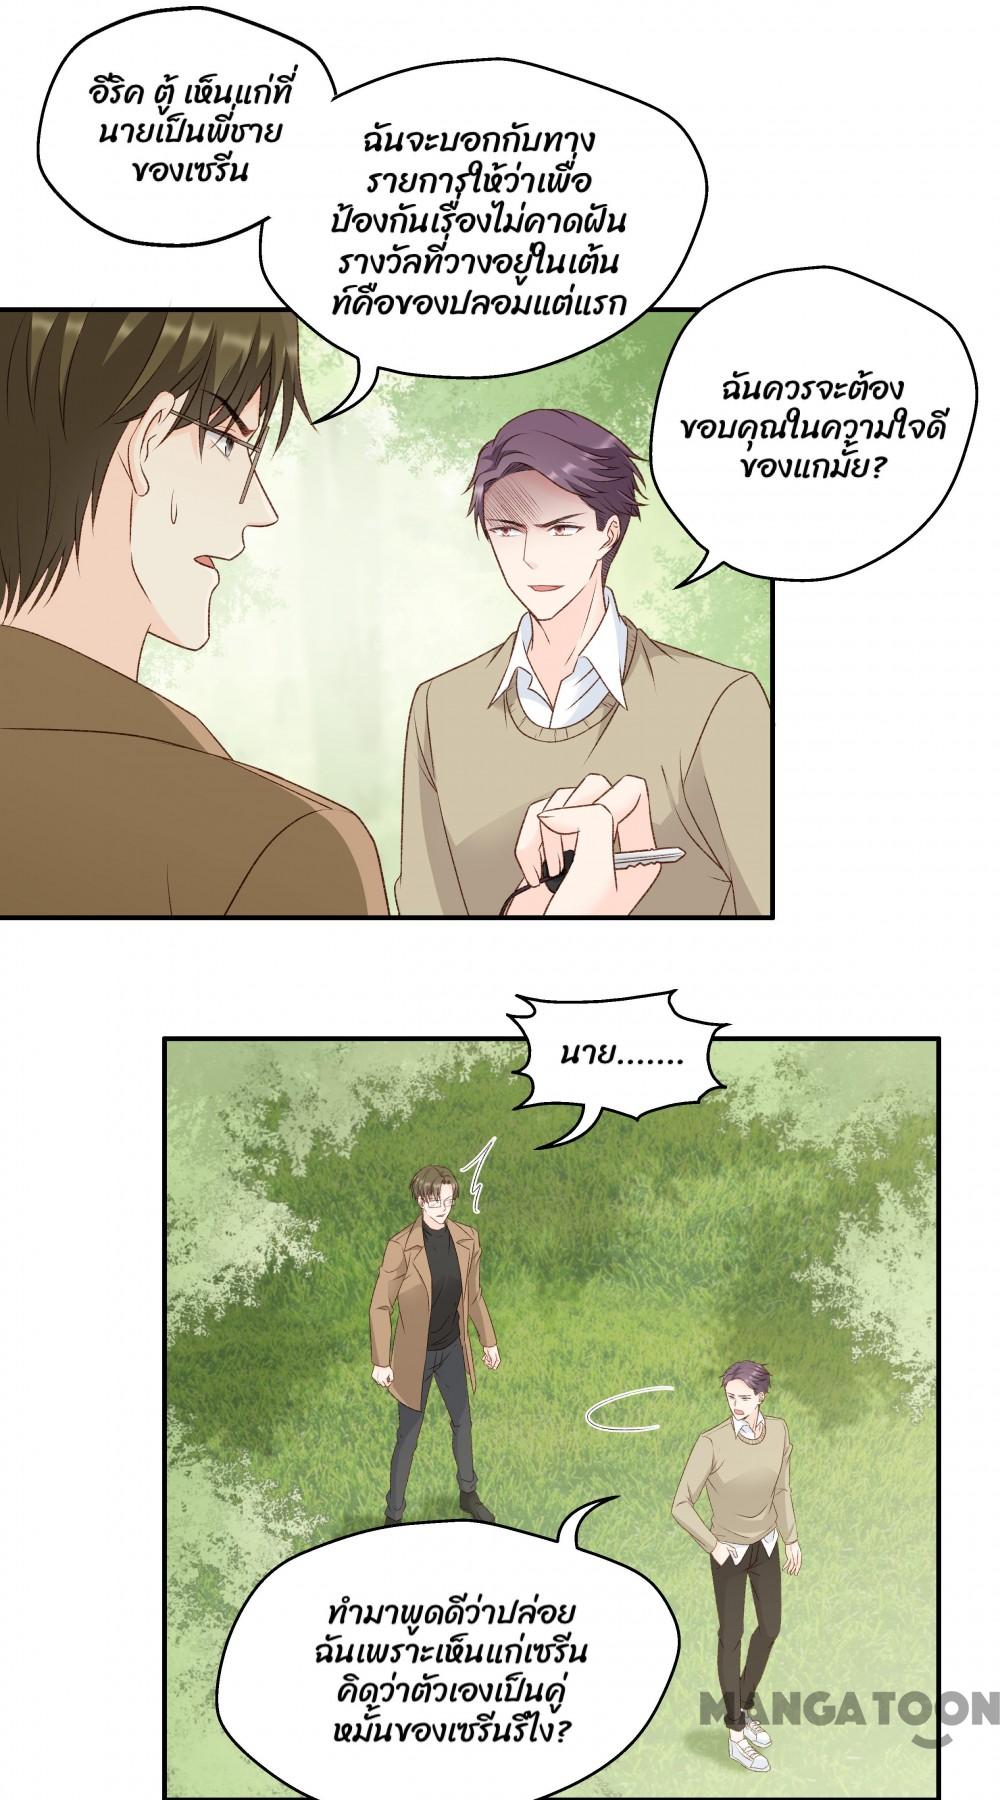 อีริค ตู้ เห็นแก่ที่
นายเป็นพี่ชาย
ของเซรีน
ฉันจะบอกกับทาง
รายการให้ว่าเพื่อ
ป้องกันเรื่องไม่คาดฝัน
รางวัลที่วางอยู่ในเต้น
ท์คือของปลอมแต่แรก
ฉันควรจะต้อง
ขอบคุณในความใจดี
ของแกมั้ย?
นาย.......
ทำมาพูดดีว่าปล่อย
ฉันเพราะเห็นแก่เซรีน
คิดว่าตัวเองเป็นคู่
หมั้นของเซรีนรึไง?
MANGATOON